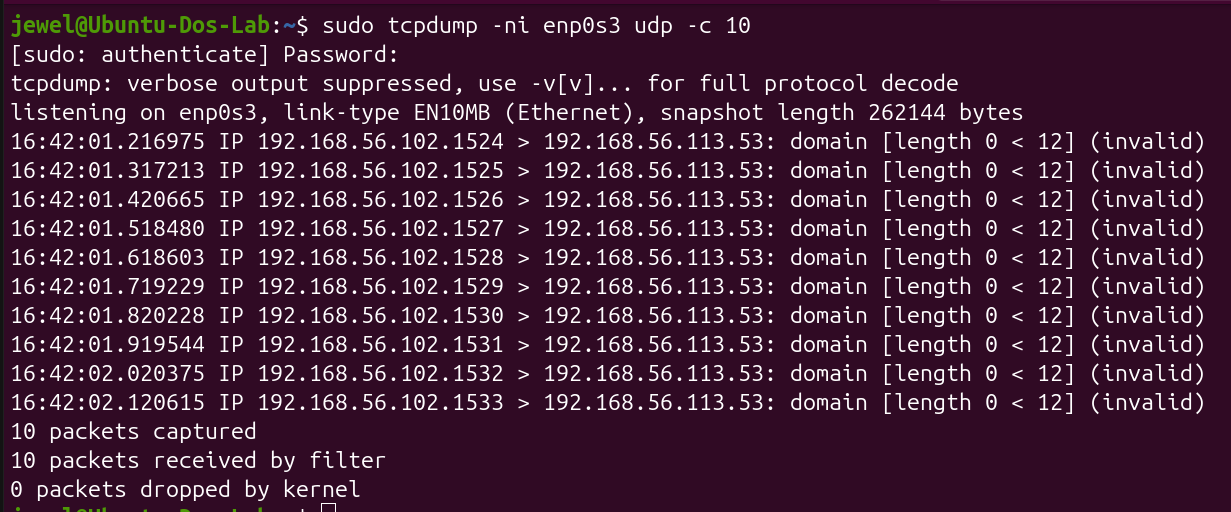 jewel@Ubuntu-Dos-Lab:~$ sudo tcpdump -ni enp0s3 udp -c 10
[sudo: authenticate] Password:
tcpdump: verbose output suppressed, use -v[v]... for full protocol decode
listening on enp0s3, link-type EN10MB (Ethernet), snapshot length 262144 bytes
16:42:01.216975 IP 192.168.56.102.1524 > 192.168.56.113.53: domain [length 0 < 12] (invalid)
16:42:01.317213 IP 192.168.56.102.1525 > 192.168.56.113.53: domain [length 0 < 12] (invalid)
16:42:01.420665 IP 192.168.56.102.1526 > 192.168.56.113.53: domain [length 0 < 12] (invalid)
16:42:01.518480 IP 192.168.56.102.1527 > 192.168.56.113.53: domain [length 0 < 12] (invalid)
16:42:01.618603 IP 192.168.56.102.1528 > 192.168.56.113.53: domain [length 0 < 12] (invalid)
16:42:01.719229 IP 192.168.56.102.1529 > 192.168.56.113.53: domain [length 0 < 12] (invalid)
16:42:01.820228 IP 192.168.56.102.1530 > 192.168.56.113.53: domain [length 0 < 12] (invalid)
16:42:01.919544 IP 192.168.56.102.1531 > 192.168.56.113.53: domain [length 0 < 12] (invalid)
16:42:02.020375 IP 192.168.56.102.1532 > 192.168.56.113.53: domain [length 0 < 12] (invalid)
16:42:02.120615 IP 192.168.56.102.1533 > 192.168.56.113.53: domain [length 0 < 12] (invalid)
10 packets captured
10 packets received by filter
0 packets dropped by kernel